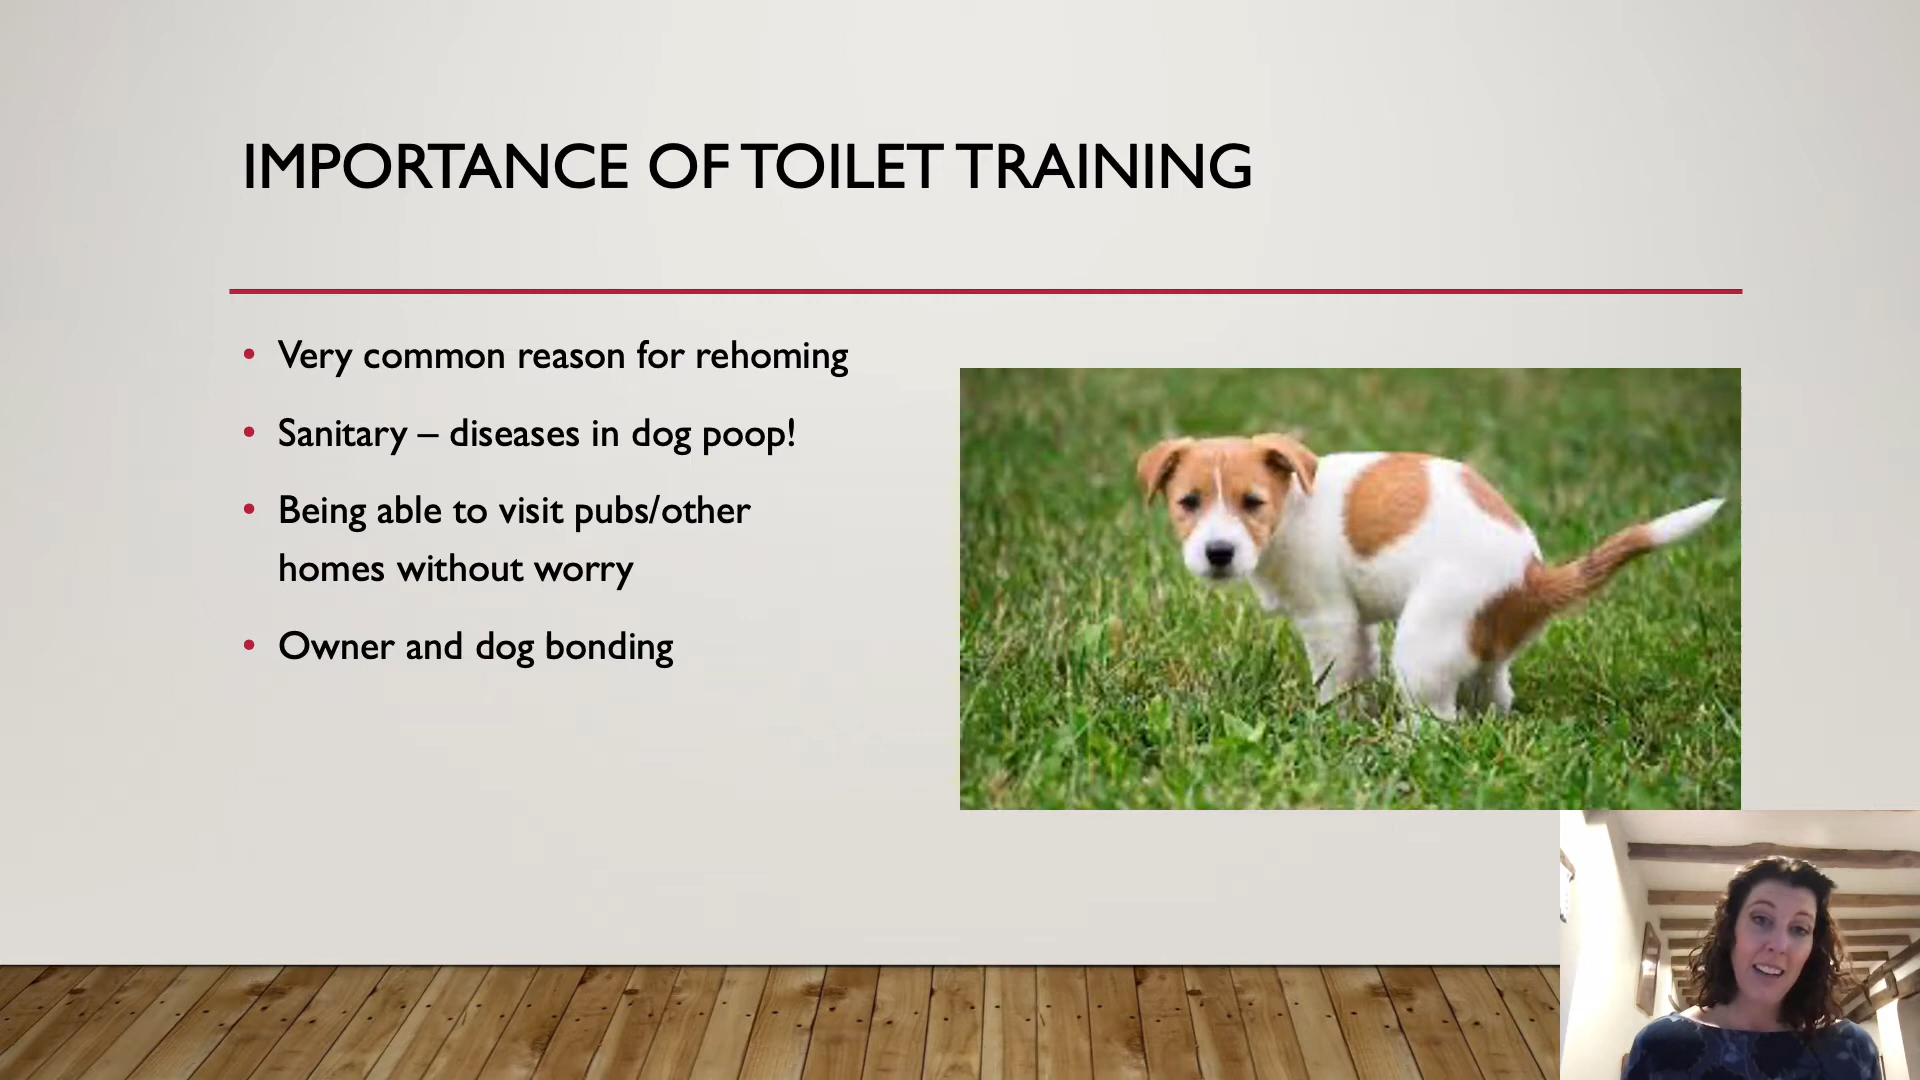 IMPORTANCE OF TOILET TRAINING
• Very common reason for rehoming
• Sanitary – diseases in dog poop!
• Being able to visit pubs/other
homes without worry
• Owner and dog bonding